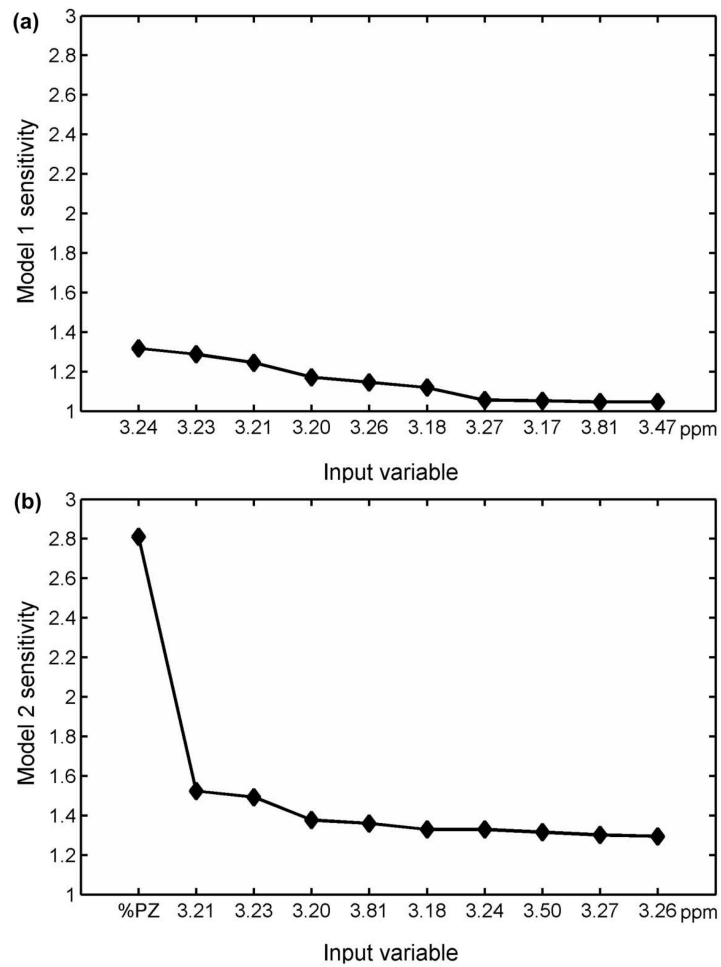 (a)
Model 1 sensitivity
3
2.8
2.6
2.4
2.2
2
1.8
1.6
1.4
1.2
1
3.24 3.23 3.21 3.20 3.26 3.18 3.27 3.17 3.81 3.47 ppm
Input variable
(b)
Model 2 sensitivity
3
2.8
2.6
2.4
2.2
2
1.8
1.6
1.4
1.2
1
%PZ 3.21 3.23 3.20 3.81 3.18 3.24 3.50 3.27 3.26 ppm
Input variable